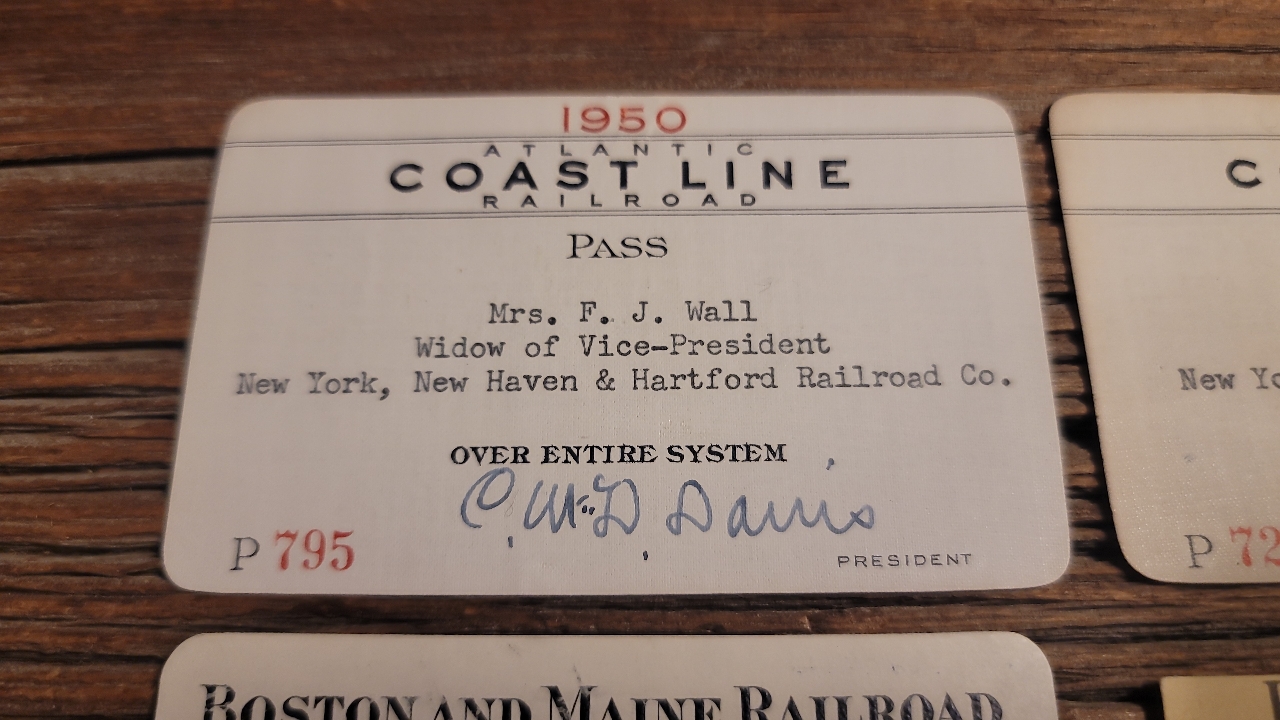 1950
ATLANTIC
COAST LINE
RAILROAD
PASS
Mrs. F. J. Wall
Widow of Vice-President
New York, New Haven & Hartford Railroad Co.
OVER ENTIRE SYSTEM
C. McD Davis
PRESIDENT
P 795
C
New Yo
P 72
BOSTON AND MAINE RAILROAD